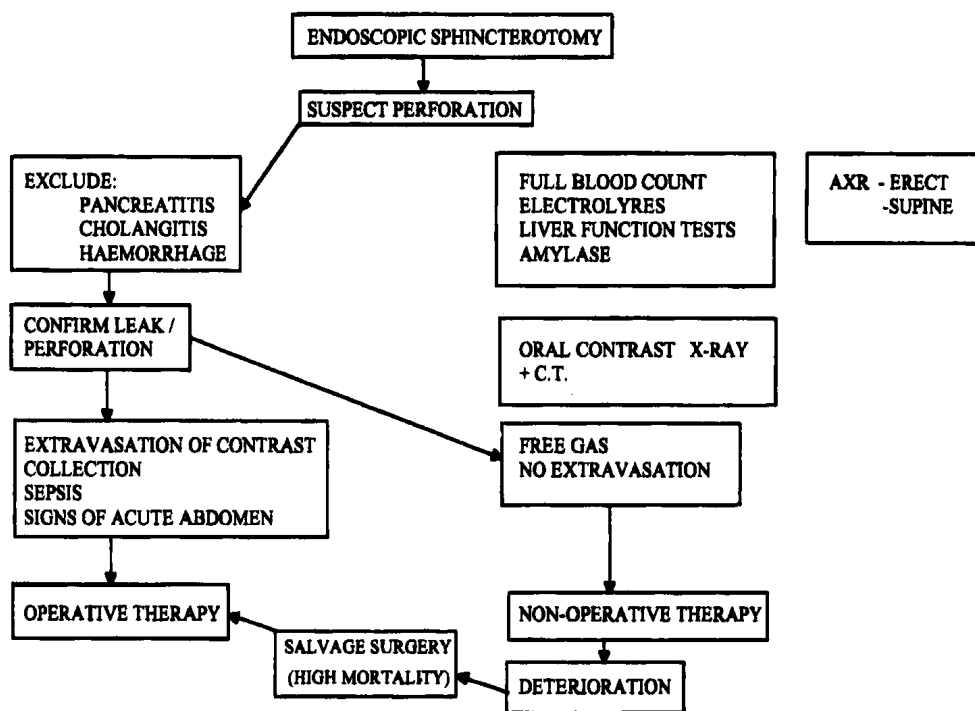 ENDOSCOPIC SPHINCTEROTOMY
SUSPECT PERFORATION
EXCLUDE:
PANCREATITIS
CHOLANGITIS
HAEMORRHAGE
FULL BLOOD COUNT
ELECTROLYRES
LIVER FUNCTION TESTS
AMYLASE
AXR - ERECT
-SUPINE
CONFIRM LEAK /
PERFORATION
ORAL CONTRAST X-RAY
+ C.T.
EXTRAVASATION OF CONTRAST
COLLECTION
SEPSIS
SIGNS OF ACUTE ABDOMEN
FREE GAS
NO EXTRAVASATION
OPERATIVE THERAPY
NON-OPERATIVE THERAPY
SALVAGE SURGERY
(HIGH MORTALITY)
DETERIORATION